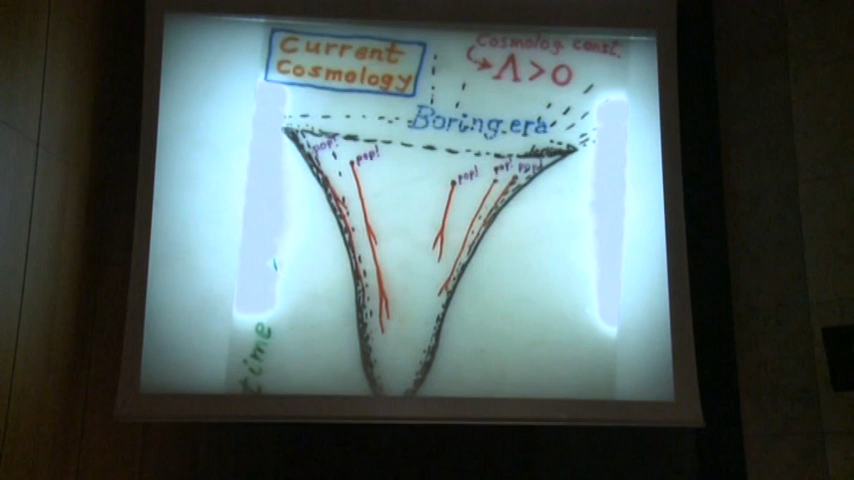 Current
Cosmology
Cosmolog. const.
Λ>0
Boring era
pop!
pop!
pop!
pop!
pop!
time